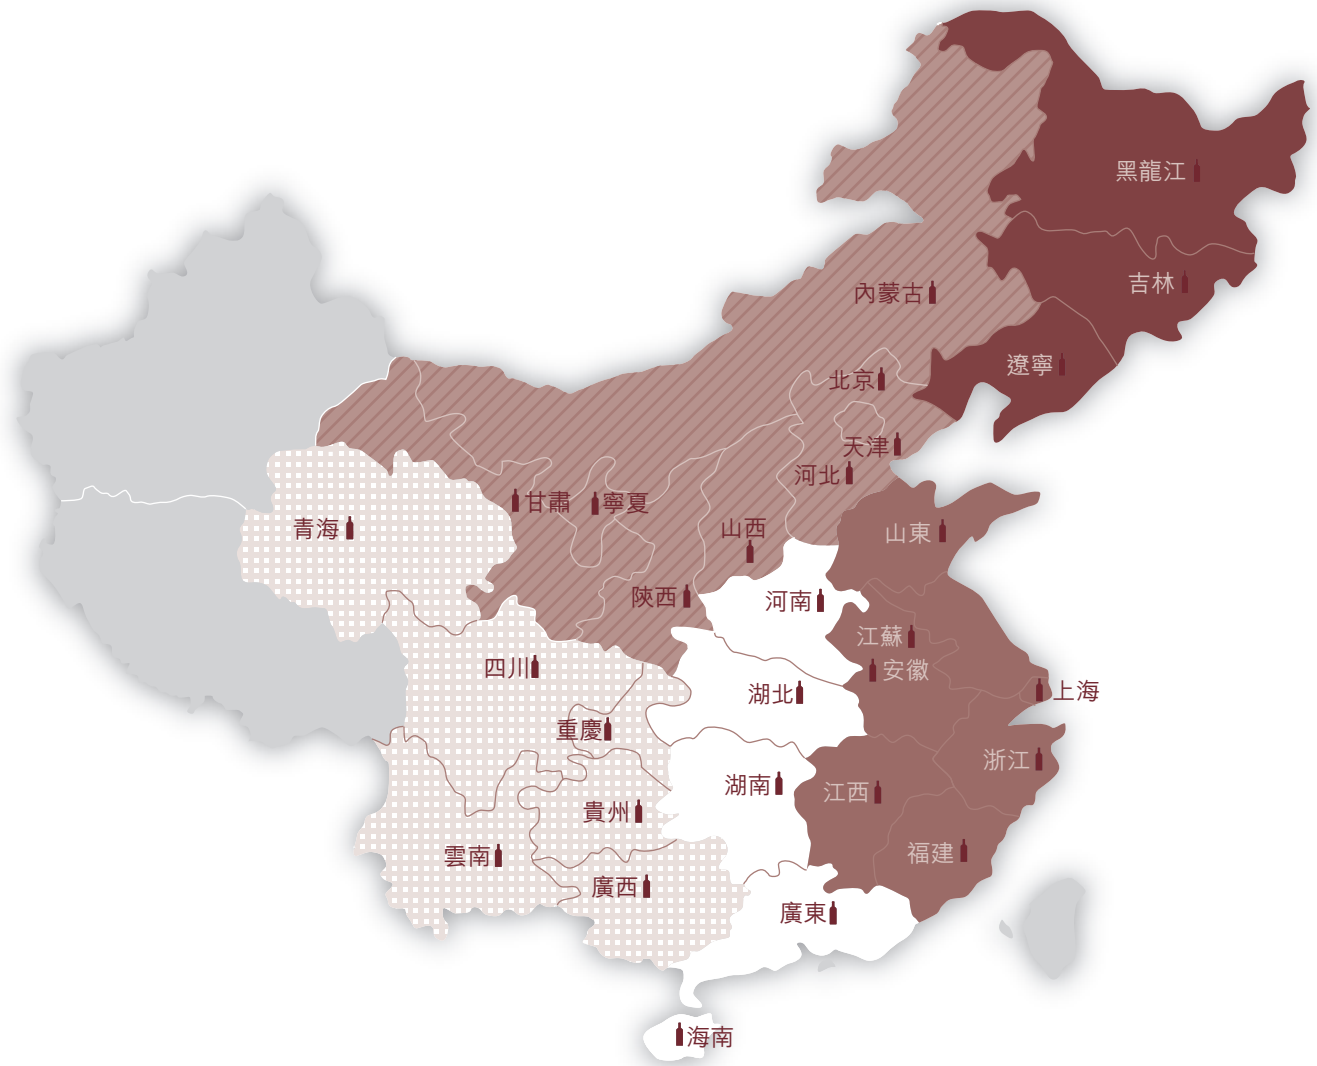 黑龍江
吉林
內蒙古
遼寧
北京
天津
河北
甘肅
寧夏
青海
山西
山東
陝西
河南
江蘇
四川
安徽
湖北
上海
重慶
浙江
湖南
江西
貴州
雲南
福建
廣西
廣東
海南